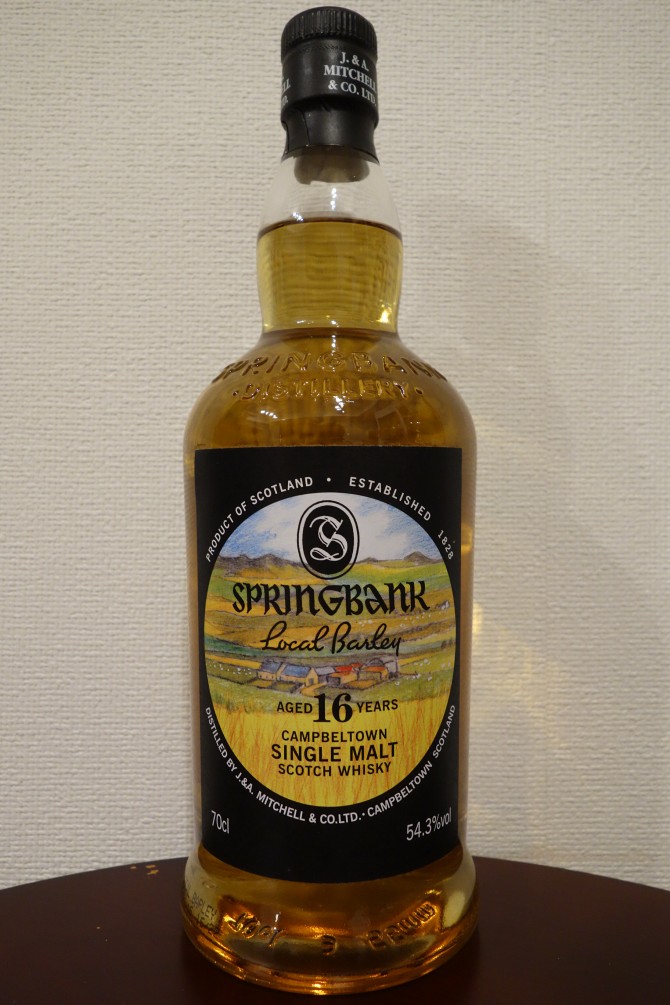 J. & A.
MITCHELL
& CO. LTD
SPRINGBANK
• DISTILLERY •
PRODUCT OF SCOTLAND • ESTABLISHED 1828
S
SPRINGBANK
Local Barley
AGED 16 YEARS
CAMPBELTOWN
SINGLE MALT
SCOTCH WHISKY
DISTILLED BY J.&A. MITCHELL & CO.LTD. • CAMPBELTOWN SCOTLAND
70cl
54.3%vol